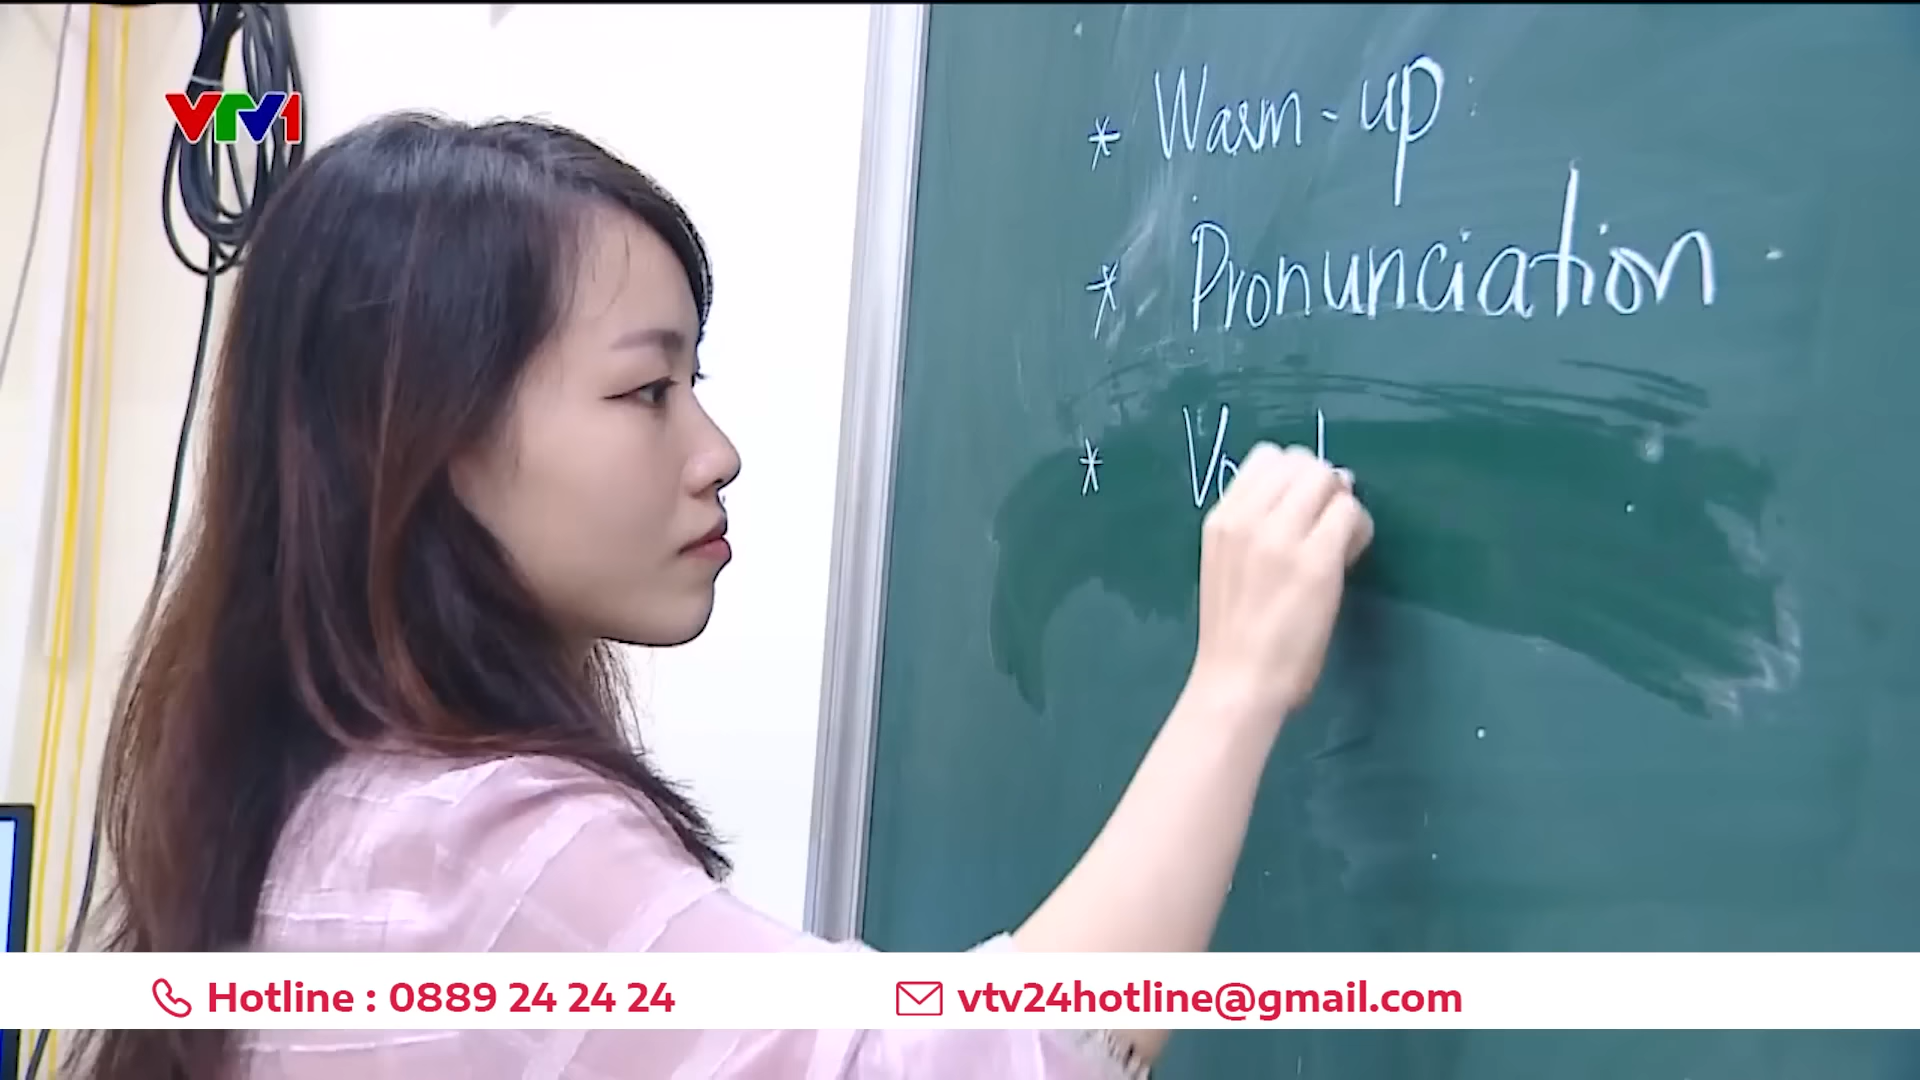 VTV1
* Warm-up:
* Pronunciation
*
Hotline : 0889 24 24 24
vtv24hotline@gmail.com